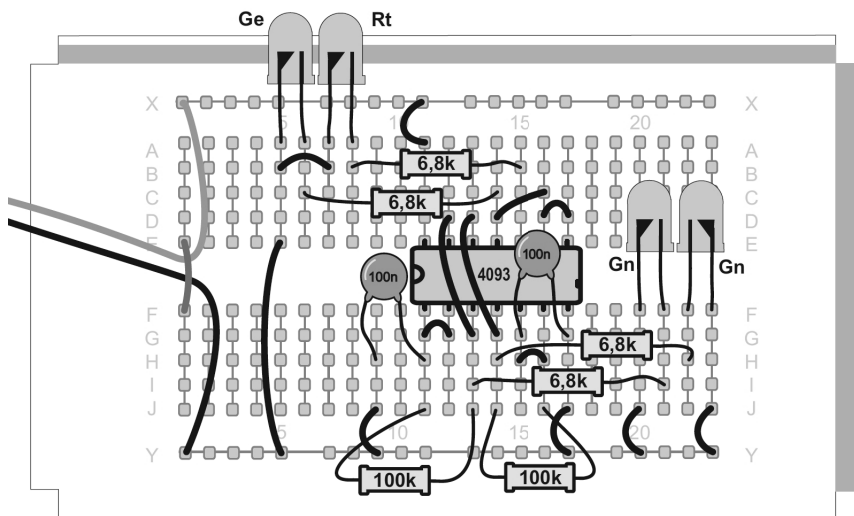 Ge Rt
X X
5 10 15 20
A A
B 6,8k B
C 6,8k C
D D
E E
100n 4093 100n
Gn Gn
F F
G 6,8k G
H H
I 6,8k I
J J
5 10 15 20
Y Y
100k 100k